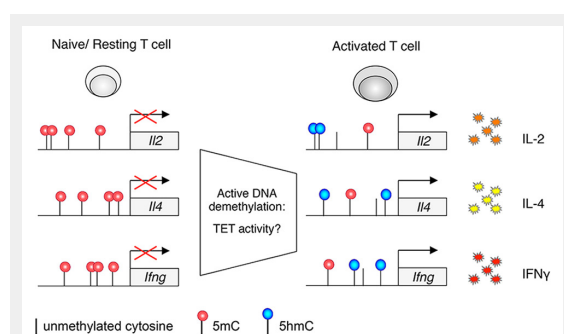 Naive/ Resting T cell
Activated T cell
Il2
Il2
IL-2
Active DNA
demethylation:
TET activity?
Il4
Il4
IL-4
Ifng
Ifng
IFNγ
unmethylated cytosine
5mC
5hmC